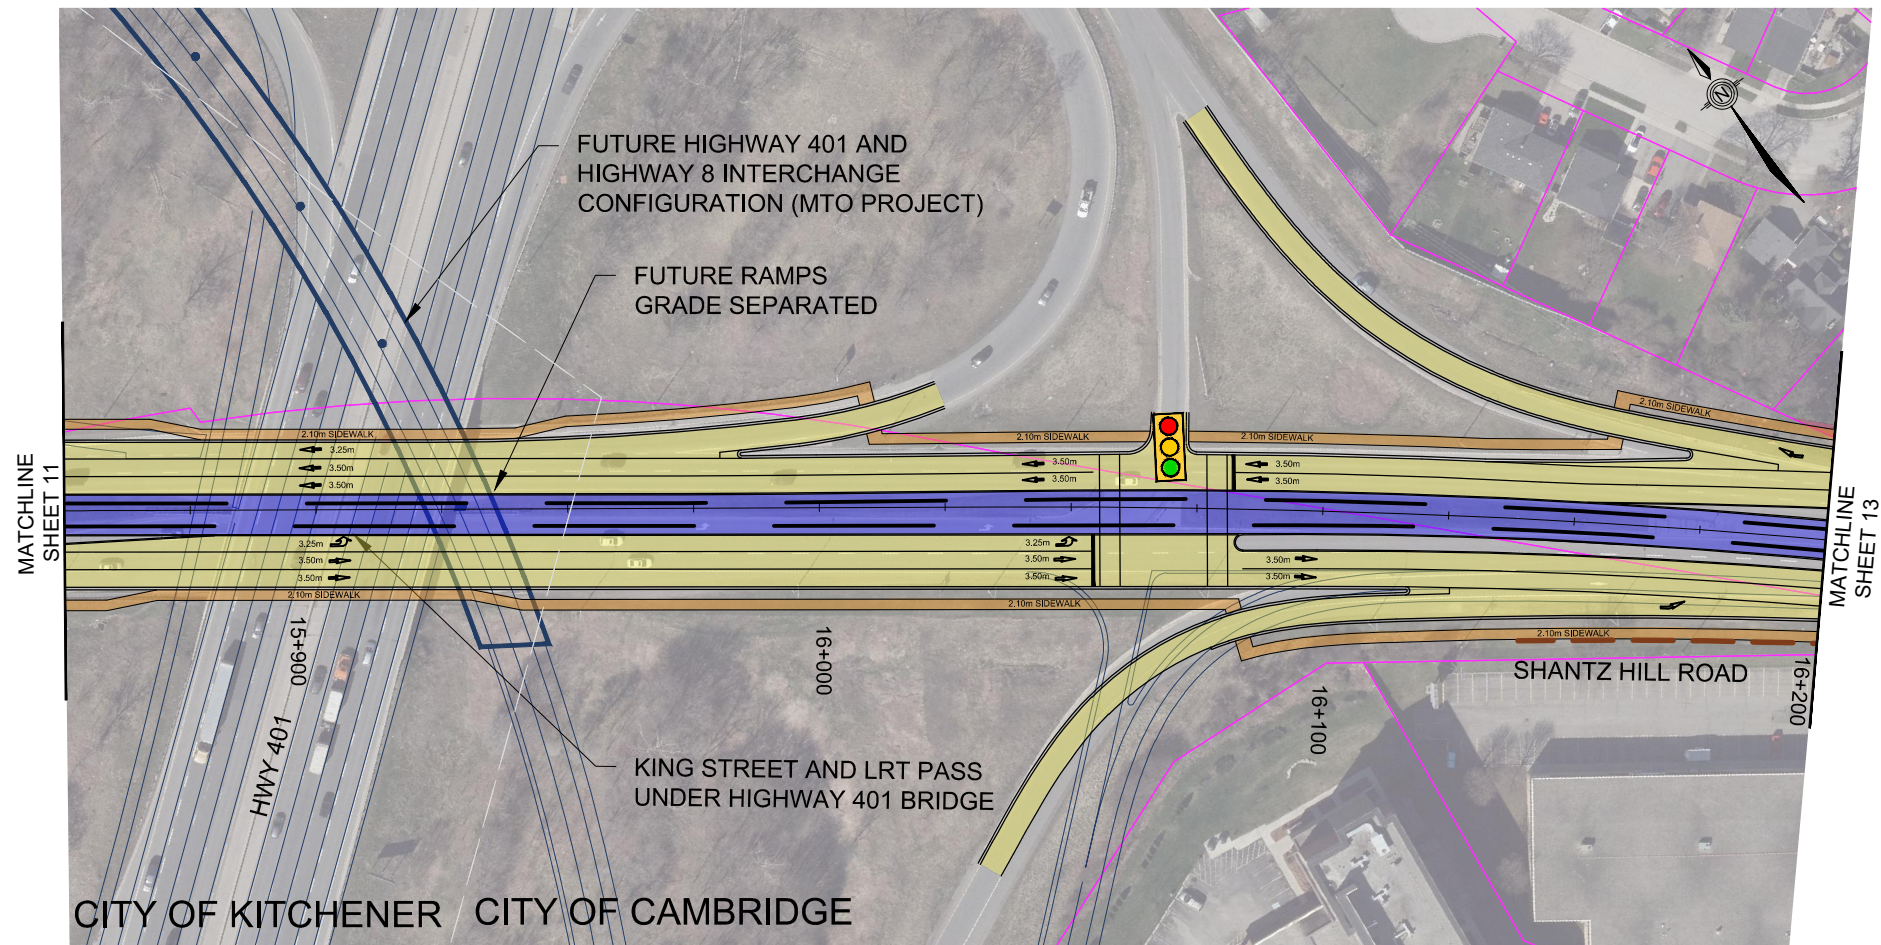 FUTURE HIGHWAY 401 AND
HIGHWAY 8 INTERCHANGE
CONFIGURATION (MTO PROJECT)
N
FUTURE RAMPS
GRADE SEPARATED
2.10m SIDEWALK
2.10m SIDEWALK
2.10m SIDEWALK
2.10m SIDEWALK
3.25m
3.50m
3.50m
3.50m
3.50m
3.50m
3.50m
MATCHLINE
SHEET 11
MATCHLINE
SHEET 13
3.25m
3.50m
3.50m
3.25m
3.50m
3.50m
3.50m
3.50m
2.10m SIDEWALK
2.10m SIDEWALK
2.10m SIDEWALK
15+900
16+000
16+100
16+200
SHANTZ HILL ROAD
HWY 401
KING STREET AND LRT PASS
UNDER HIGHWAY 401 BRIDGE
CITY OF KITCHENER
CITY OF CAMBRIDGE